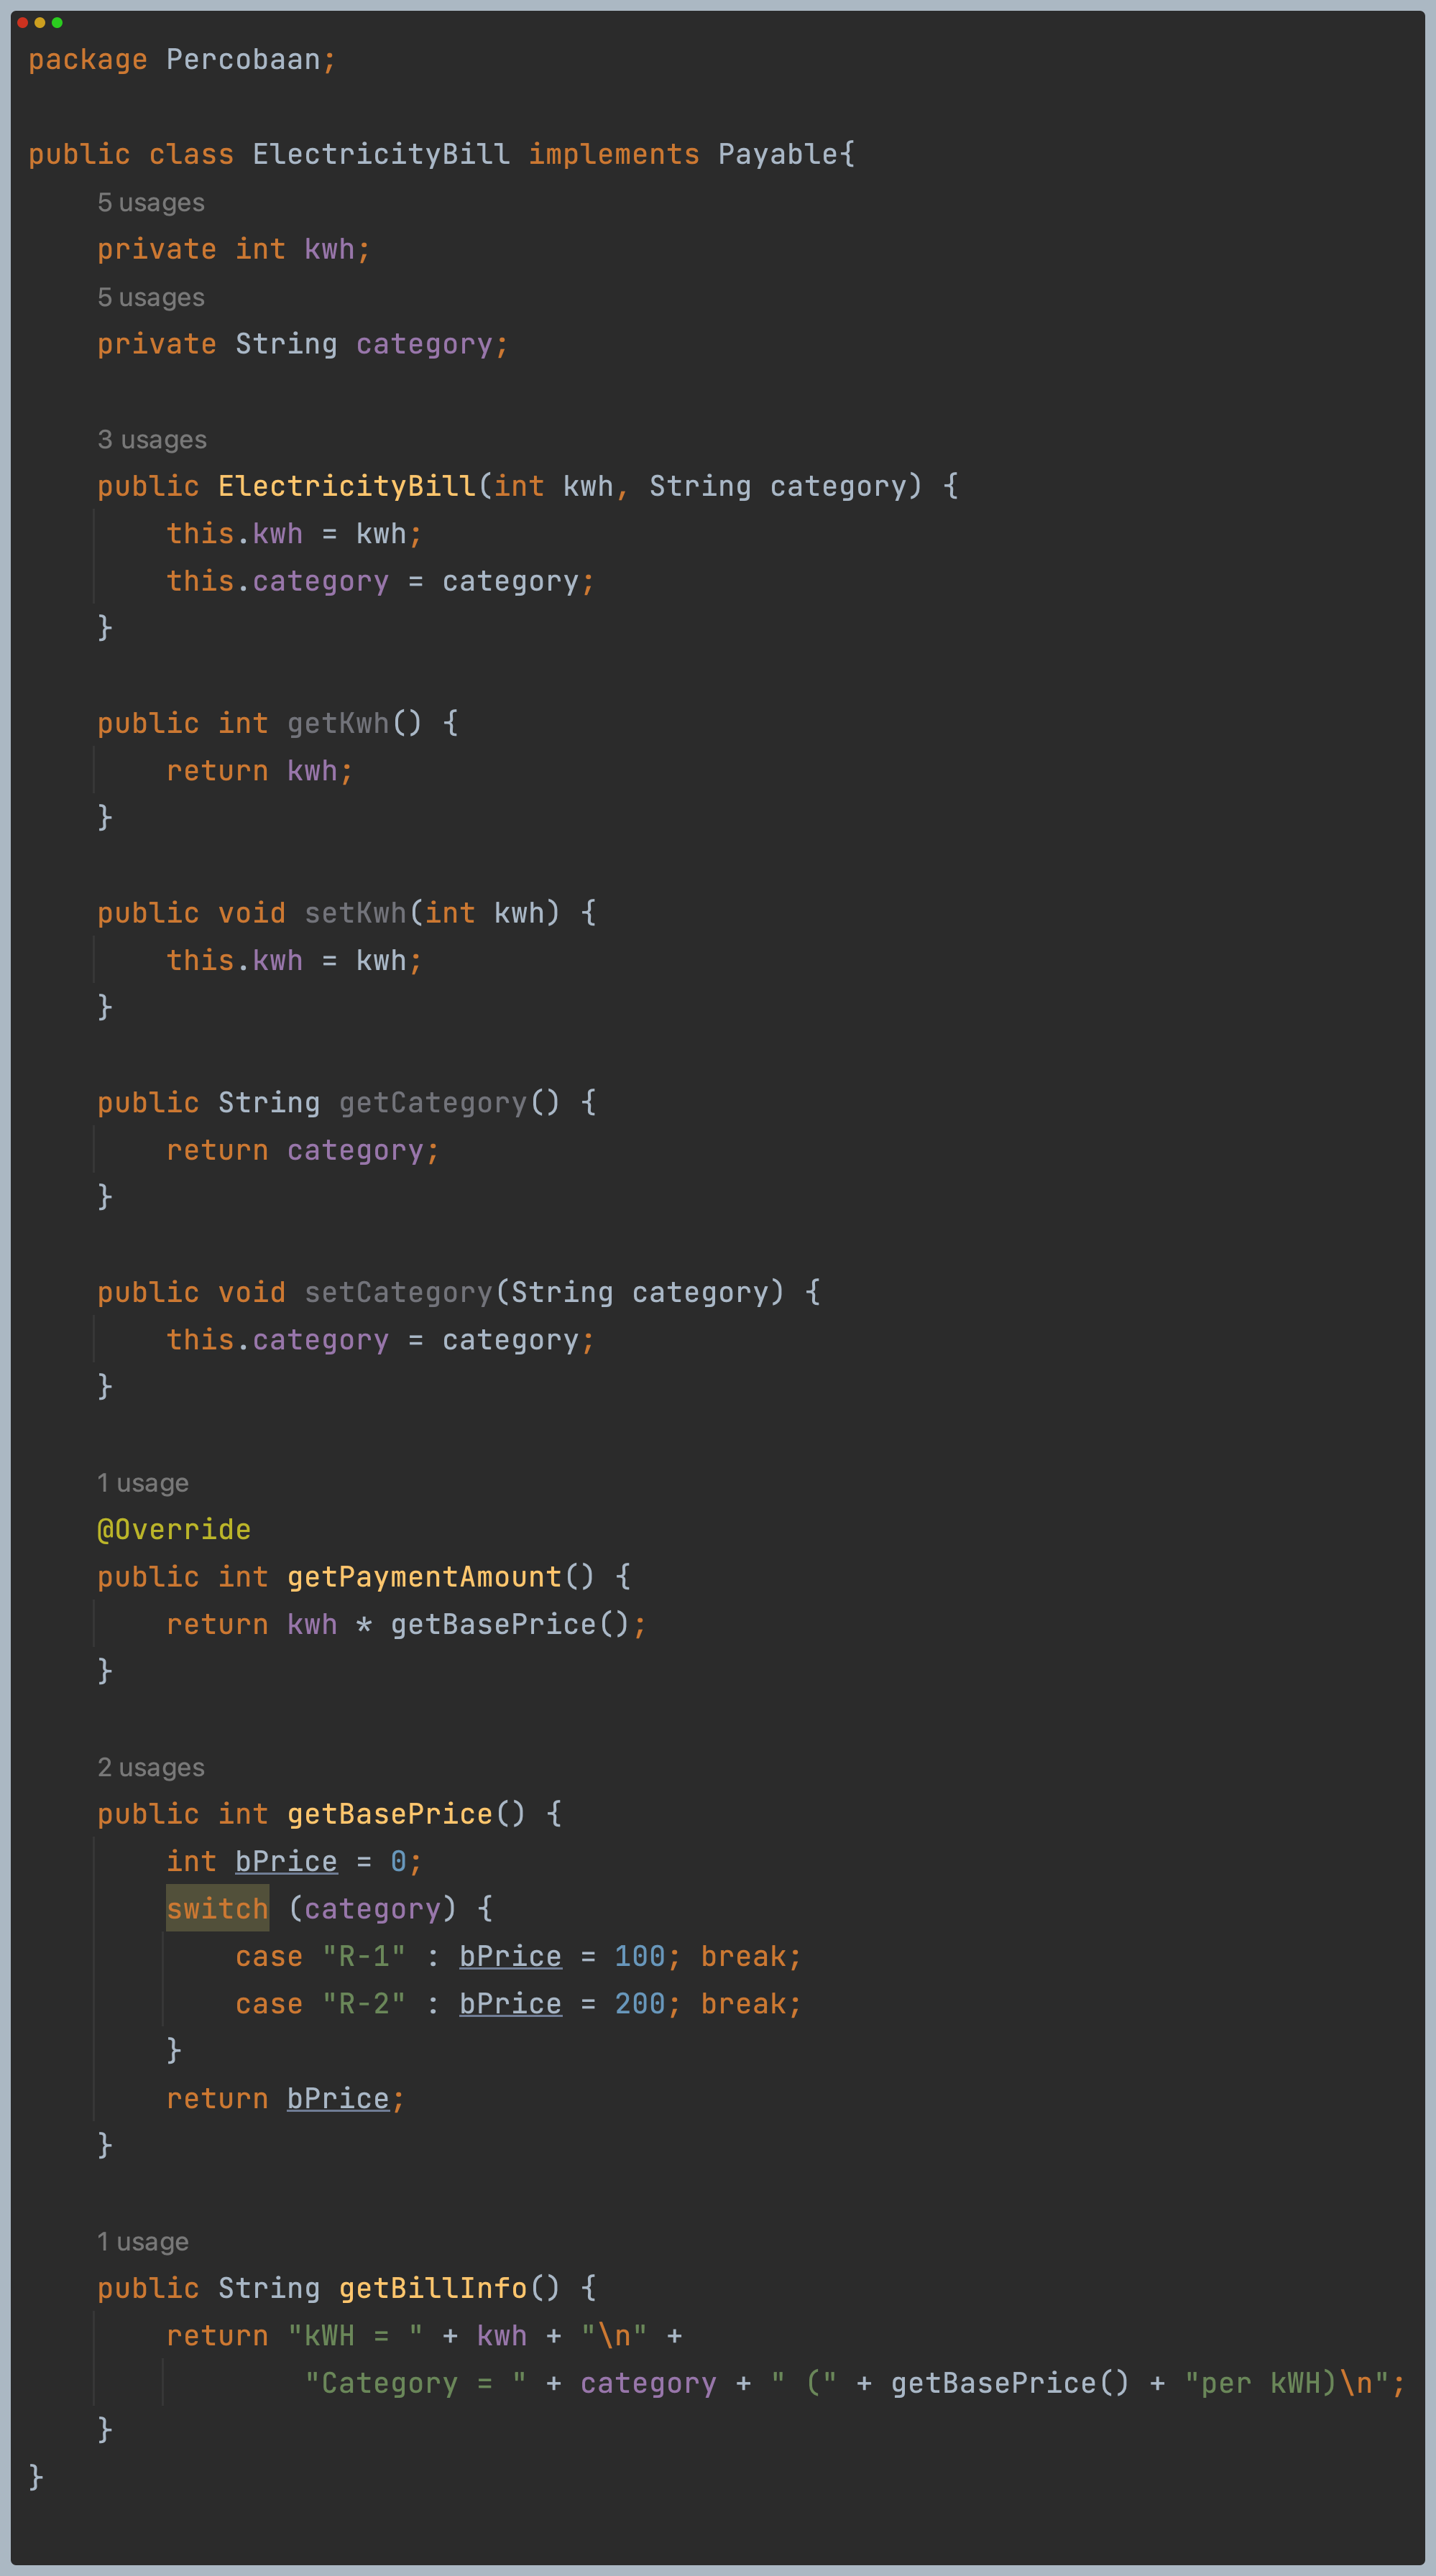 package Percobaan;
public class ElectricityBill implements Payable{
5 usages
private int kwh;
5 usages
private String category;
3 usages
public ElectricityBill(int kwh, String category) {
this.kwh = kwh;
this.category = category;
}
public int getKwh() {
return kwh;
}
public void setKwh(int kwh) {
this.kwh = kwh;
}
public String getCategory() {
return category;
}
public void setCategory(String category) {
this.category = category;
}
1 usage
@Override
public int getPaymentAmount() {
return kwh * getBasePrice();
}
2 usages
public int getBasePrice() {
int bPrice = 0;
switch (category) {
case "R-1" : bPrice = 100; break;
case "R-2" : bPrice = 200; break;
}
return bPrice;
}
1 usage
public String getBillInfo() {
return "kWH = " + kwh + "\n" +
"Category = " + category + " (" + getBasePrice() + "per kWH)\n";
}
}